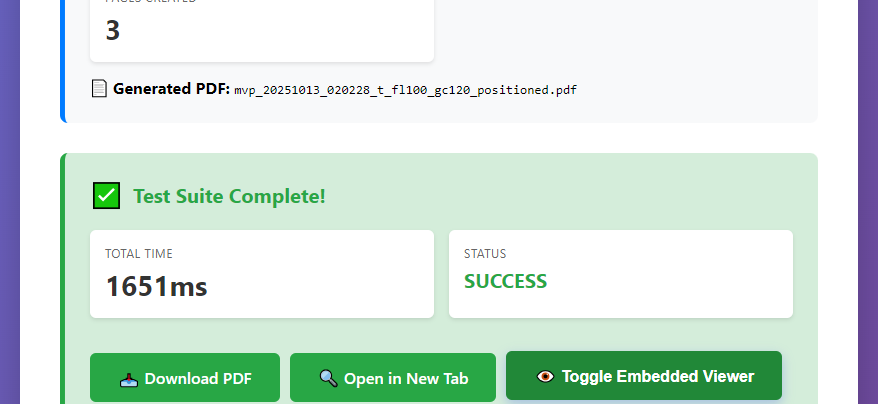 PAGES CREATED
3
Generated PDF: mvp_20251013_020228_t_fl100_gc120_positioned.pdf
Test Suite Complete!
TOTAL TIME
1651ms
STATUS
SUCCESS
Download PDF
Open in New Tab
Toggle Embedded Viewer